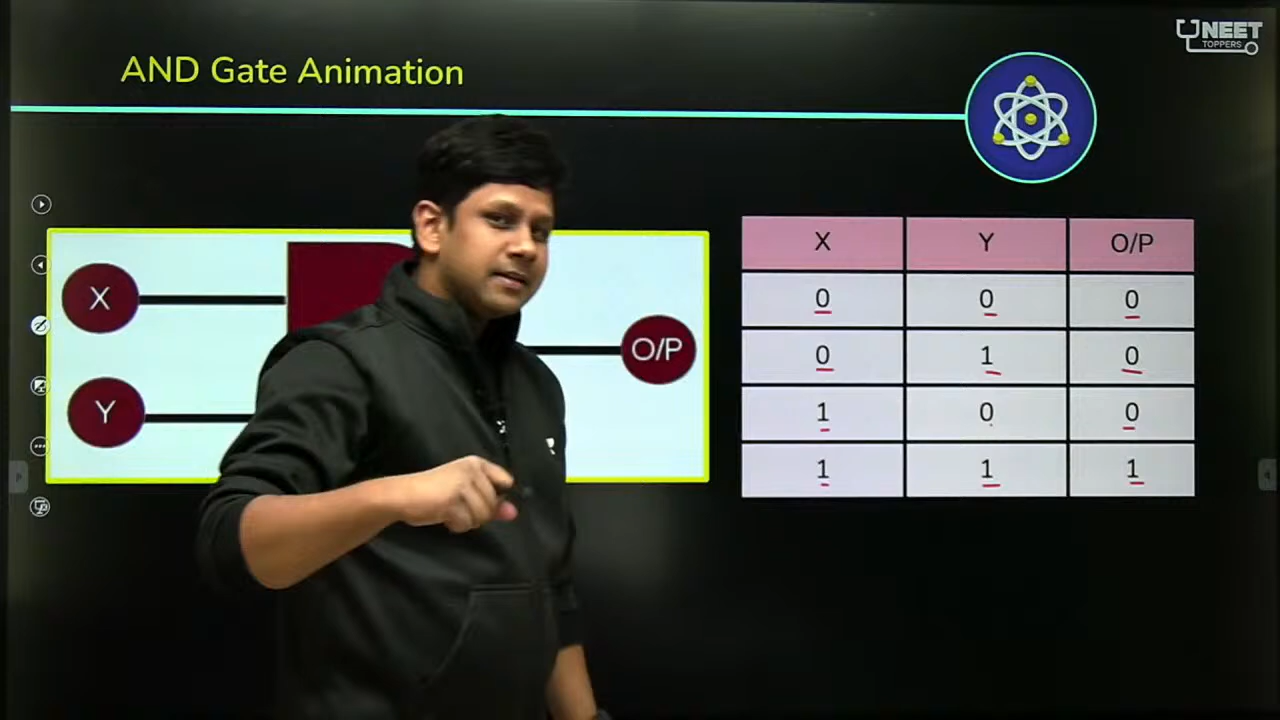 NEET
TOPPERS
AND Gate Animation
X
Y
O/P
X Y O/P
0 0 0
0 1 0
1 0 0
1 1 1